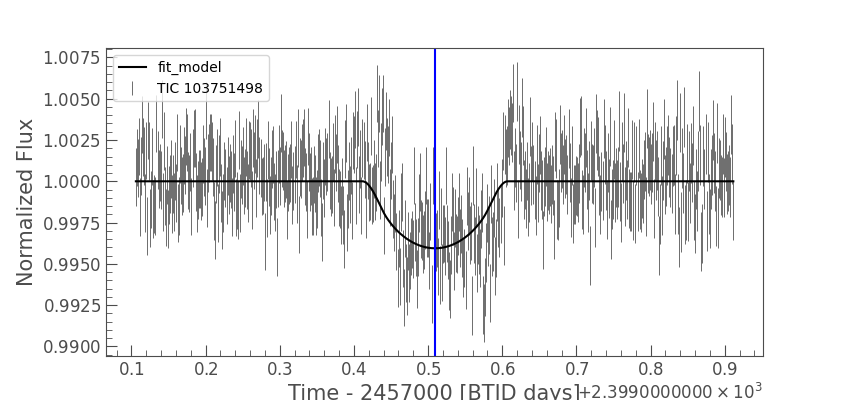 fit_model
TIC 103751498
1.0075
1.0050
1.0025
1.0000
0.9975
0.9950
0.9925
0.9900
Normalized Flux
0.1 0.2 0.3 0.4 0.5 0.6 0.7 0.8 0.9
Time - 2457000 [BTJD days]
+2.3990000000 × 10³